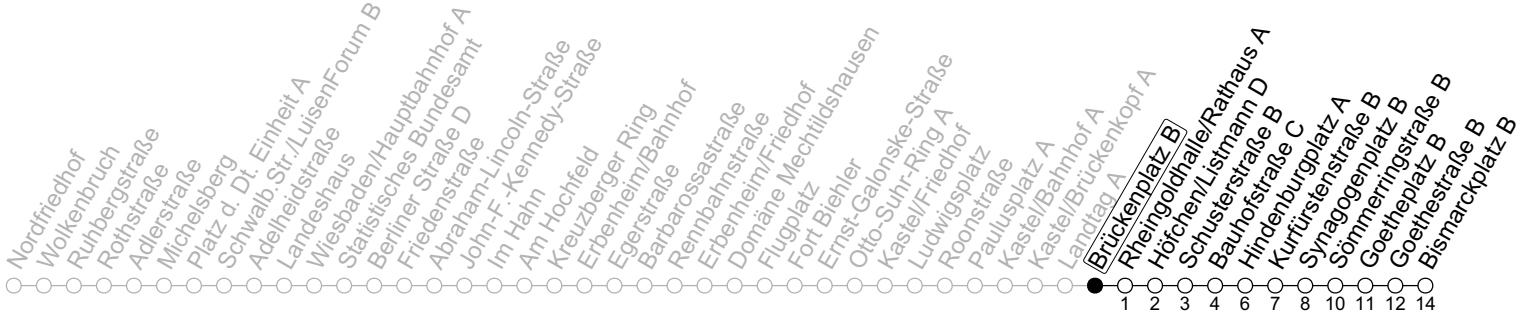 Nordfriedhof
Wolkenbruch
Ruhbergstraße
Rothstraße
Adlerstraße
Michelsberg
Platz d. Dt. Einheit A
Schwalb.Str./LuisenForum B
Adelheidstraße
Landeshaus
Wiesbaden/Hauptbahnhof A
Statistisches Bundesamt
Berliner Straße D
Friedenstraße
Abraham-Lincoln-Straße
John-F.-Kennedy-Straße
Im Hahn
Am Hochfeld
Kreuzberger Ring
Erbenheim/Bahnhof
Egerstraße
Barbarossastraße
Rennbahnstraße
Erbenheim/Friedhof
Domäne Mechtildshausen
Flugplatz
Fort Biehler
Ernst-Galonske-Straße
Otto-Suhr-Ring A
Kastel/Friedhof
Ludwigsplatz
Roonstraße
Paulusplatz A
Kastel/Bahnhof A
Kastel/Brückenkopf A
Landtag A
Brückenplatz B
Rheingoldhalle/Rathaus A
Höfchen/Listmann D
Schusterstraße B
Bauhofstraße C
Hindenburgplatz A
Kurfürstenstraße B
Synagogenplatz B
Sömmerringstraße B
Goetheplatz B
Goethestraße B
Bismarckplatz B
1 2 3 4 6 7 8 10 11 12 14